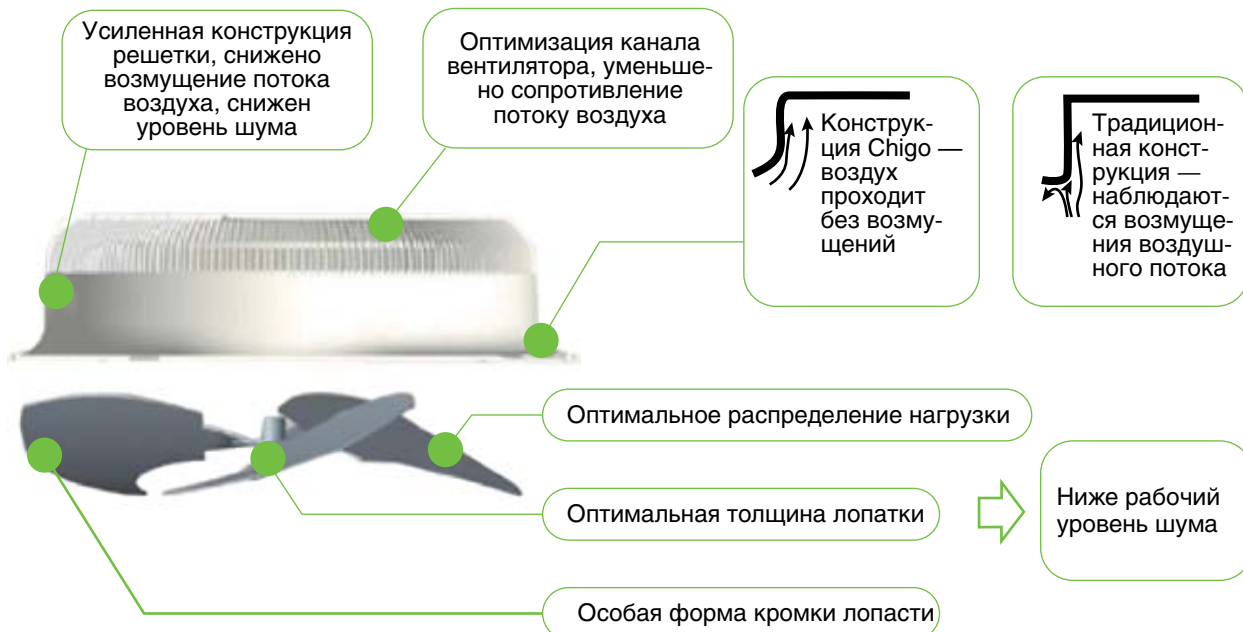 Усиленная конструкция
решетки, снижено
возмущение потока
воздуха, снижен
уровень шума
Оптимизация канала
вентилятора, уменьше-
но сопротивление
потоку воздуха
Конструк-
ция Chigo —
воздух
проходит
без возму-
щений
Традицион-
ная конст-
рукция —
наблюдают-
ся возмуще-
ния воздуш-
ного потока
Оптимальное распределение нагрузки
Оптимальная толщина лопатки
Особая форма кромки лопасти
Ниже рабочий
уровень шума